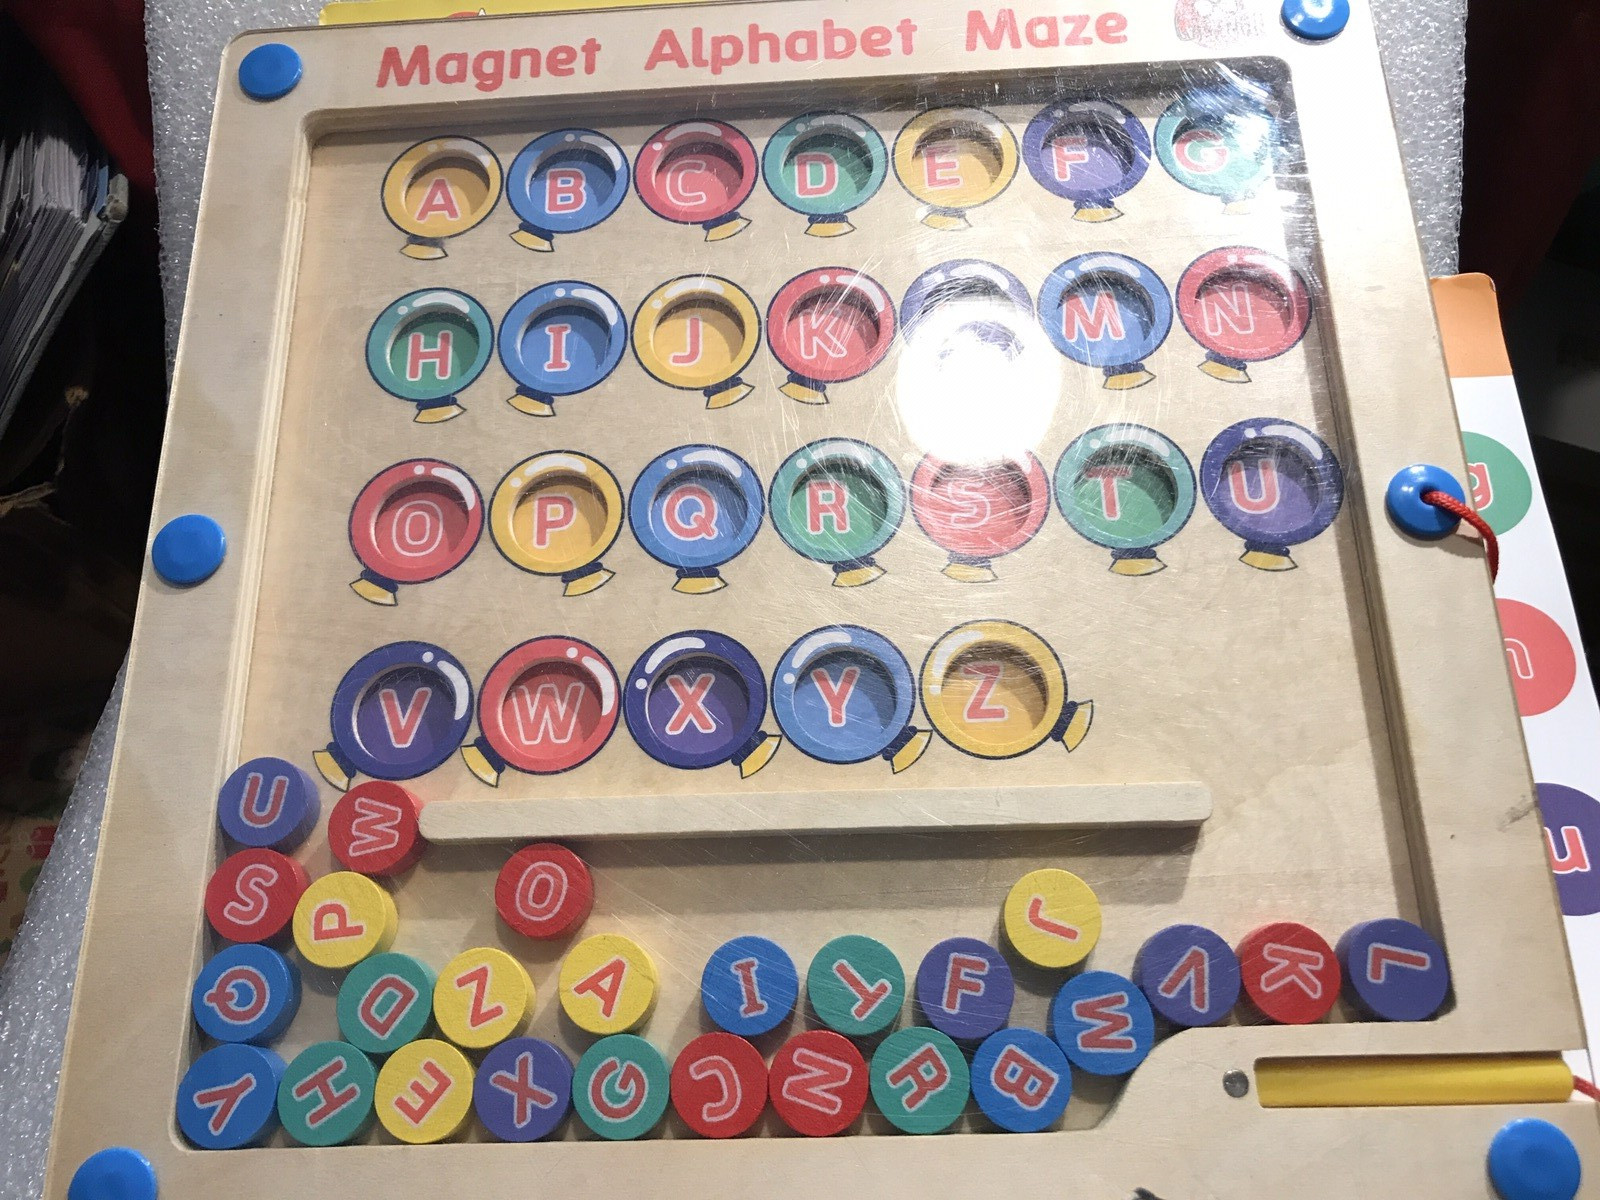 Magnet Alphabet Maze
A B C D E F G
H I J K M N
O P Q R S T U
V W X Y Z
U W
S P O J
Q D Z A I T F M V K L
Y H E X G C N R B
g
n
u